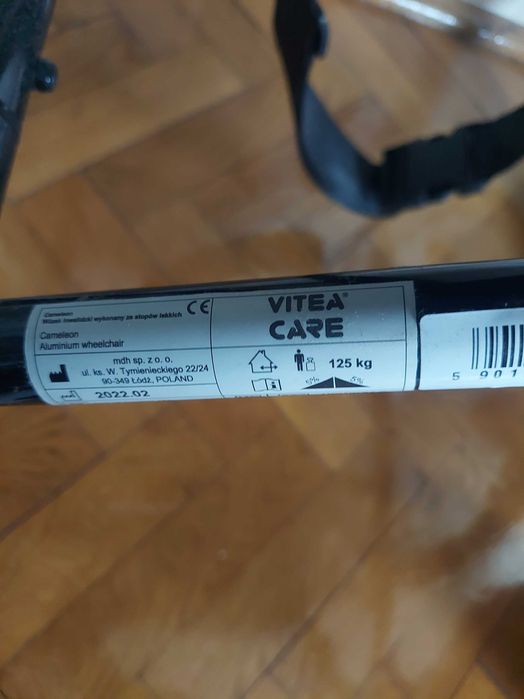 Cameleon
Wózek inwalidzki wykonany ze stopów lekkich
CE
Cameleon
Aluminium wheelchair
mdh sp. z o. o.
ul. ks. W. Tymienieckiego 22/24
90-349 Łódź, POLAND
2022.02
VITEA
CARE
125 kg
5 901